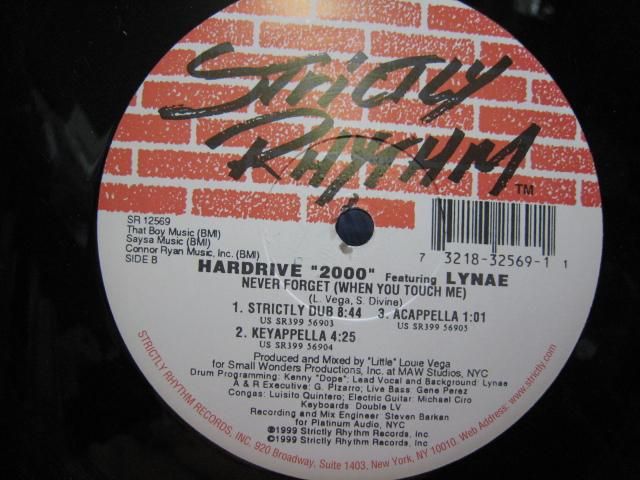 STRICTLY
RHYTHM
TM
SR 12569
That Boy Music (BMI)
Saysa Music (BMI)
Connor Ryan Music, Inc. (BMI)
SIDE B
7 3218-32569-1 1
HARDRIVE "2000" Featuring LYNAE
NEVER FORGET (WHEN YOU TOUCH ME)
(L. Vega, S. Divine)
1. STRICTLY DUB 8:44 3. ACAPPELLA 1:01
US SR399 56903 US SR399 56905
2. KEYAPPELLA 4:25
US SR399 56904
Produced and Mixed by "Little" Louie Vega
for Small Wonders Productions, Inc. at MAW Studios, NYC
Drum Programming: Kenny "Dope"; Lead Vocal and Background: Lynae
A & R Executive: G. Pizarro; Live Bass: Gene Perez
Congas: Luisito Quintero; Electric Guitar: Michael Ciro
Keyboards: Double LV
Recording and Mix Engineer: Steven Barkan
for Platinum Audio, NYC
℗1999 Strictly Rhythm Records, Inc.
©1999 Strictly Rhythm Records, Inc.
STRICTLY RHYTHM RECORDS, INC. 920 Broadway, Suite 1403, New York, NY 10010. Web Address: www.strictly.com